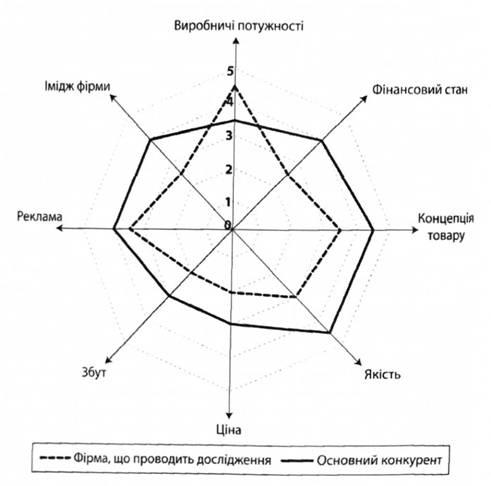 Виробничі потужності
Імідж фірми
Фінансовий стан
5
4
3
2
1
0
Реклама
Концепція
товару
Збут
Якість
Ціна
Фірма, що проводить дослідження
Основний конкурент